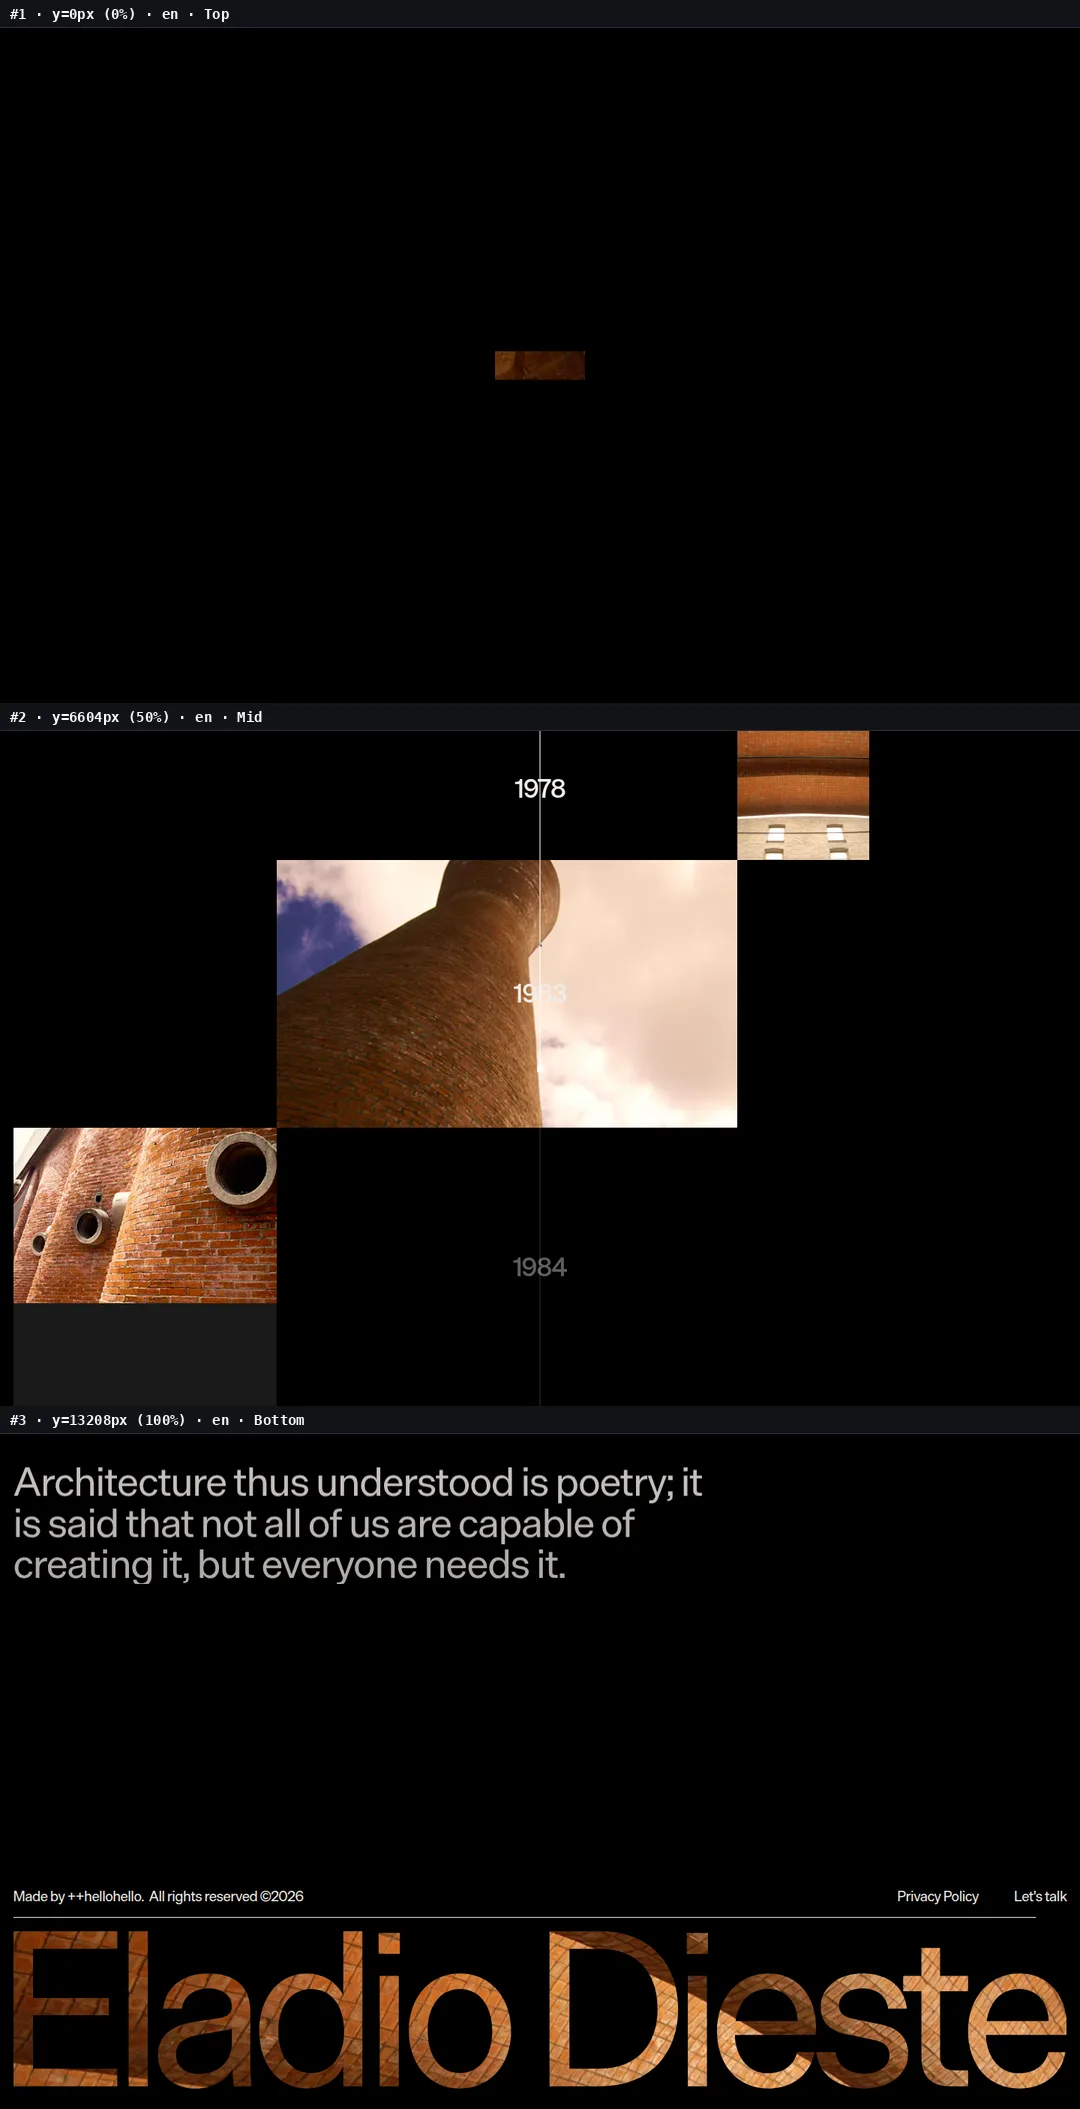 #1 · y=0px (0%) · en · Top
#2 · y=6604px (50%) · en · Mid
1978
1983
1984
#3 · y=13208px (100%) · en · Bottom
Architecture thus understood is poetry; it
is said that not all of us are capable of
creating it, but everyone needs it.
Made by ++hellohello. All rights reserved ©2026
Privacy Policy
Let's talk
Eladio Dieste